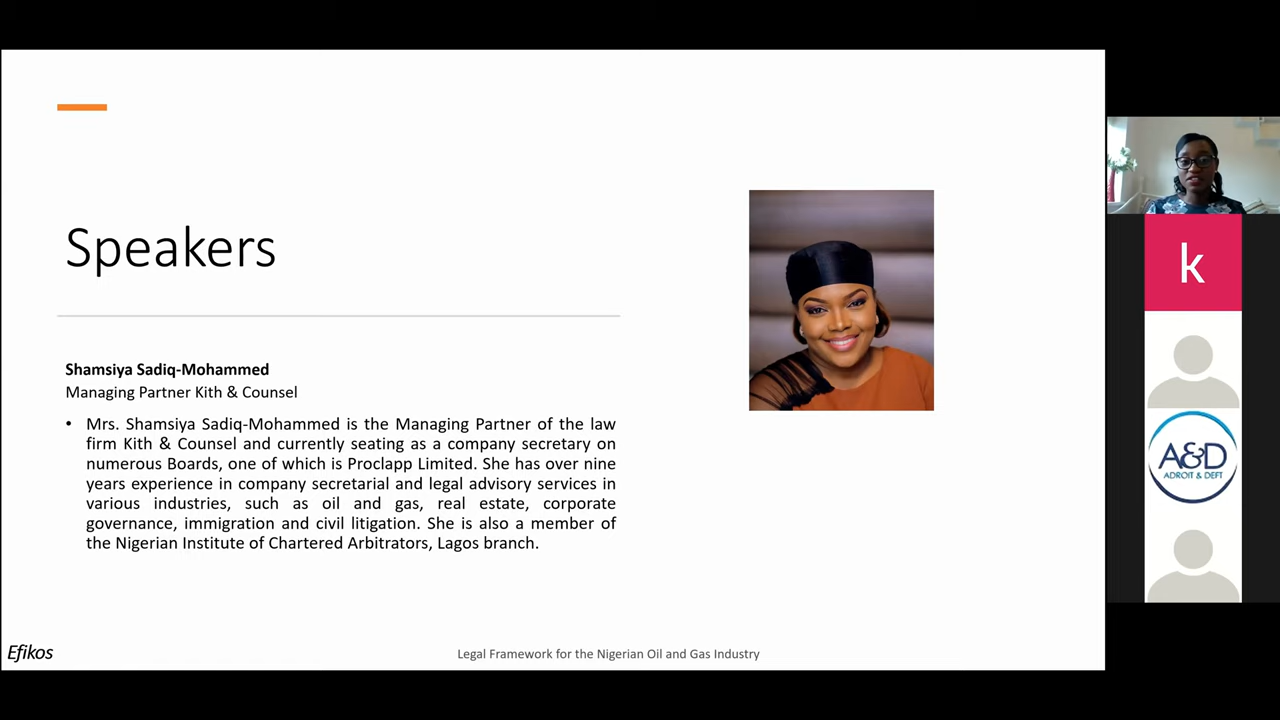 Speakers
Shamsiya Sadiq-Mohammed
Managing Partner Kith & Counsel
• Mrs. Shamsiya Sadiq-Mohammed is the Managing Partner of the law
firm Kith & Counsel and currently seating as a company secretary on
numerous Boards, one of which is Proclapp Limited. She has over nine
years experience in company secretarial and legal advisory services in
various industries, such as oil and gas, real estate, corporate
governance, immigration and civil litigation. She is also a member of
the Nigerian Institute of Chartered Arbitrators, Lagos branch.
Efikos
Legal Framework for the Nigerian Oil and Gas Industry
k
A&D
ADROIT & DEFT